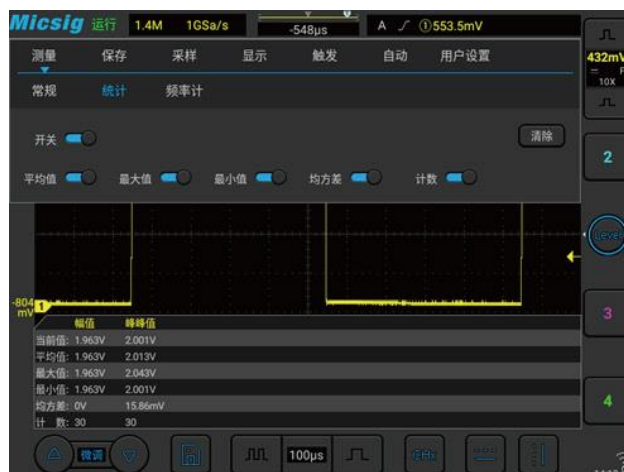 Micsig 运行 1.4M 1GSa/s -548μs A ①553.5mV
测量 保存 采样 显示 触发 自动 用户设置
432mV
10X
常规 统计 频率计
开关 清除
平均值 最大值 最小值 均方差 计数
2
Level
-804
mV
1
幅值 峰峰值
当前值: 1.963V 2.001V
平均值: 1.963V 2.013V
最大值: 1.963V 2.043V
最小值: 1.963V 2.001V
均方差: 0V 15.86mV
计 数: 30 30
3
4
微调 100μs